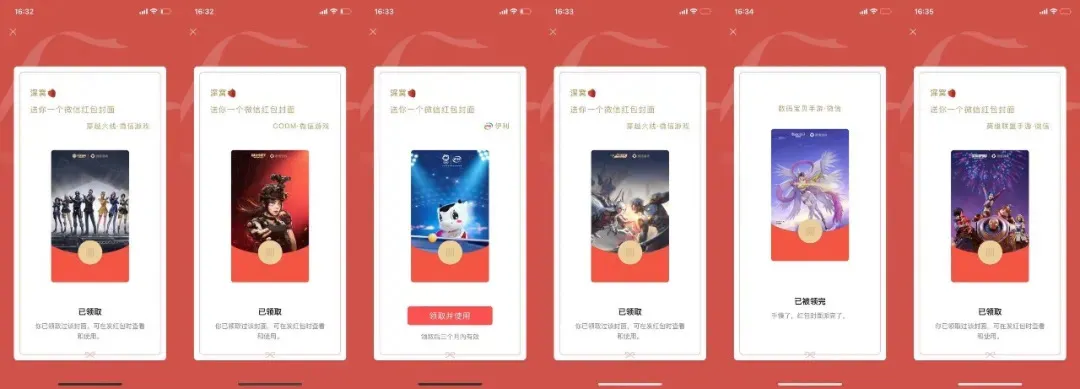 16:32
深窝🍓
送你一个微信红包封面
穿越火线-微信游戏
已领取
你已领取过该封面，可在发红包时查看
和使用。
16:32
深窝🍓
送你一个微信红包封面
CODM-微信游戏
已领取
你已领取过该封面，可在发红包时查看
和使用。
16:33
深窝🍓
送你一个微信红包封面
伊利
领取并使用
领取后三个月内有效
16:33
深窝🍓
送你一个微信红包封面
穿越火线-微信游戏
已领取
你已领取过该封面，可在发红包时查看
和使用。
16:34
数码宝贝手游-微信
已被领完
手慢了，红包封面派完了。
16:35
深窝🍓
送你一个微信红包封面
英雄联盟手游-微信
已领取
你已领取过该封面，可在发红包时查看
和使用。